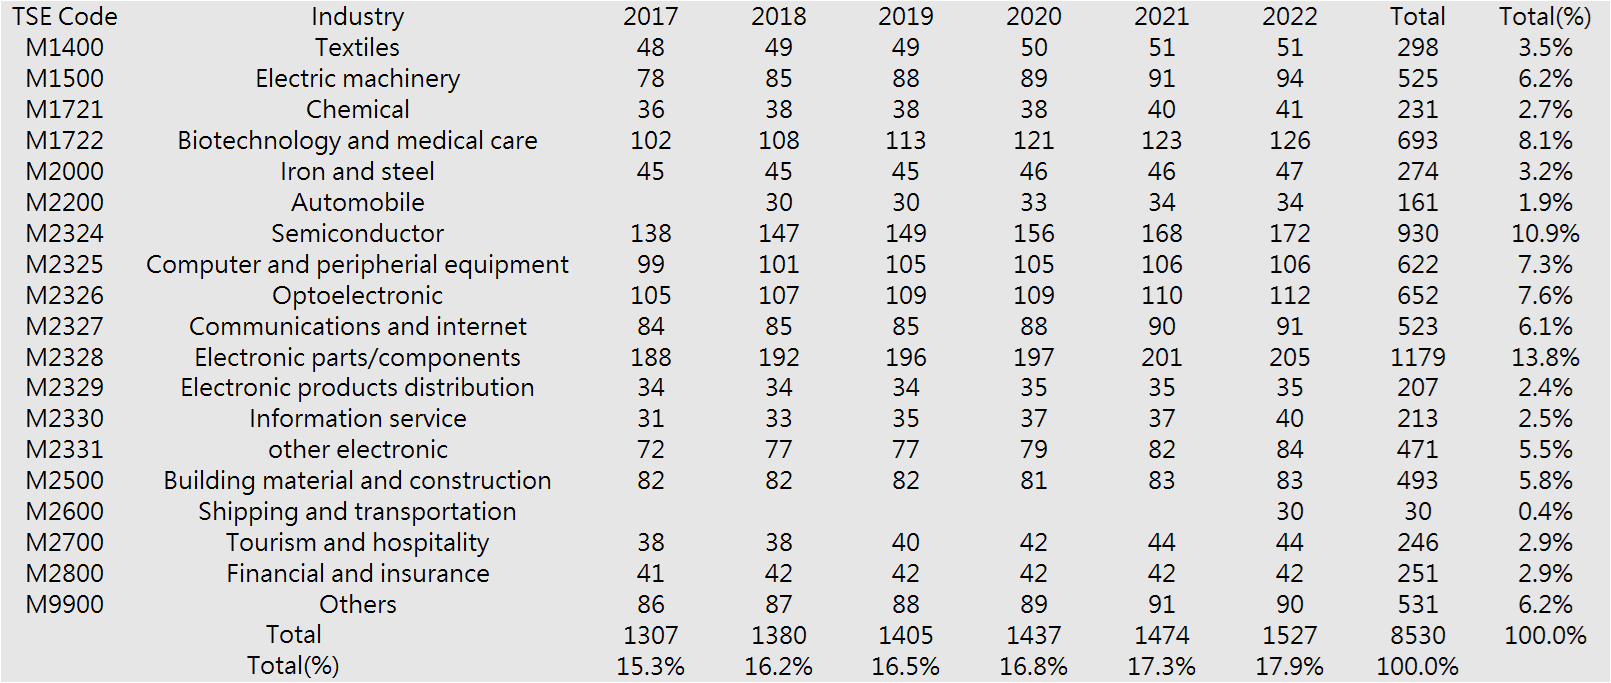 TSE Code Industry 2017 2018 2019 2020 2021 2022 Total Total(%)
M1400 Textiles 48 49 49 50 51 51 298 3.5%
M1500 Electric machinery 78 85 88 89 91 94 525 6.2%
M1721 Chemical 36 38 38 38 40 41 231 2.7%
M1722 Biotechnology and medical care 102 108 113 121 123 126 693 8.1%
M2000 Iron and steel 45 45 45 46 46 47 274 3.2%
M2200 Automobile 30 30 33 34 34 161 1.9%
M2324 Semiconductor 138 147 149 156 168 172 930 10.9%
M2325 Computer and peripherial equipment 99 101 105 105 106 106 622 7.3%
M2326 Optoelectronic 105 107 109 109 110 112 652 7.6%
M2327 Communications and internet 84 85 85 88 90 91 523 6.1%
M2328 Electronic parts/components 188 192 196 197 201 205 1179 13.8%
M2329 Electronic products distribution 34 34 34 35 35 35 207 2.4%
M2330 Information service 31 33 35 37 37 40 213 2.5%
M2331 other electronic 72 77 77 79 82 84 471 5.5%
M2500 Building material and construction 82 82 82 81 83 83 493 5.8%
M2600 Shipping and transportation 30 30 0.4%
M2700 Tourism and hospitality 38 38 40 42 44 44 246 2.9%
M2800 Financial and insurance 41 42 42 42 42 42 251 2.9%
M9900 Others 86 87 88 89 91 90 531 6.2%
Total 1307 1380 1405 1437 1474 1527 8530 100.0%
Total(%) 15.3% 16.2% 16.5% 16.8% 17.3% 17.9% 100.0%